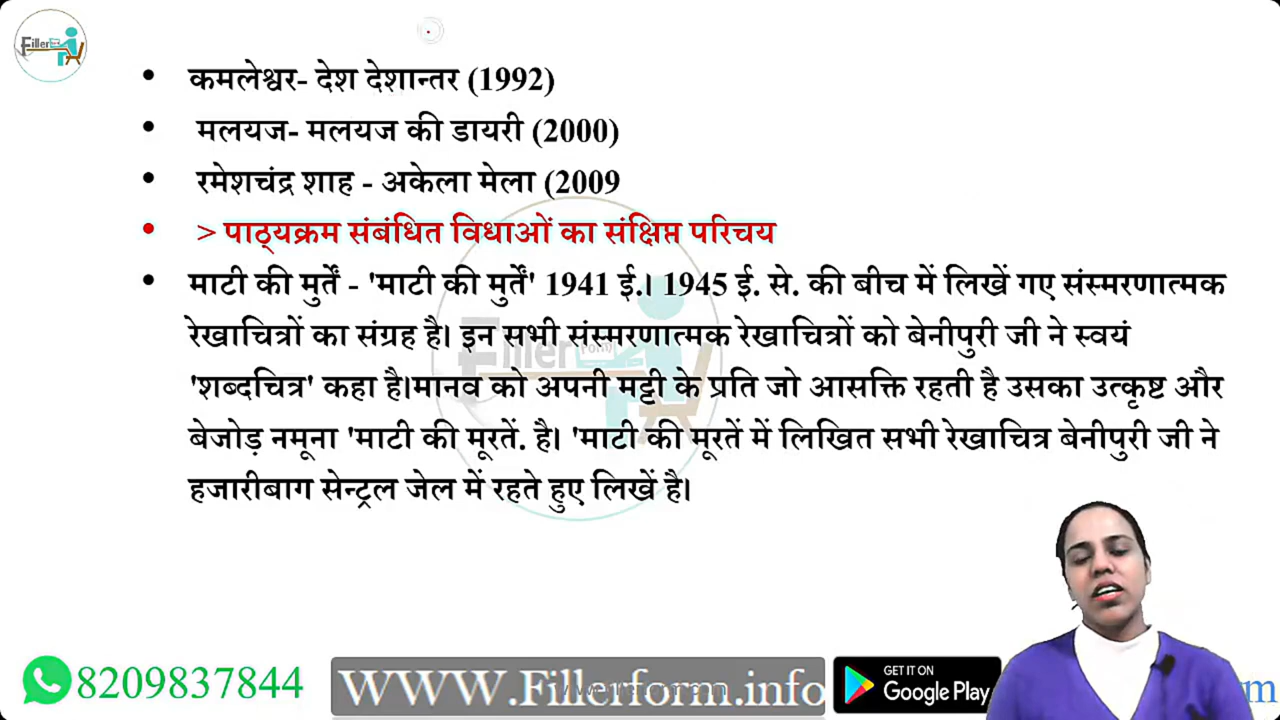 Filler
कमलेश्वर- देश देशान्तर (1992)
मलयज- मलयज की डायरी (2000)
रमेशचंद्र शाह - अकेला मेला (2009
> पाठ्यक्रम संबंधित विधाओं का संक्षिप्त परिचय
माटी की मुर्तें - 'माटी की मुर्तें' 1941 ई.। 1945 ई. से. की बीच में लिखें गए संस्मरणात्मक
रेखाचित्रों का संग्रह है। इन सभी संस्मरणात्मक रेखाचित्रों को बेनीपुरी जी ने स्वयं
'शब्दचित्र' कहा है।मानव को अपनी मट्टी के प्रति जो आसक्ति रहती है उसका उत्कृष्ट और
बेजोड़ नमूना 'माटी की मूरतें. है। 'माटी की मूरतें में लिखित सभी रेखाचित्र बेनीपुरी जी ने
हजारीबाग सेन्ट्रल जेल में रहते हुए लिखें है।
8209837844
WWW.Fillerform.info
GET IT ON
Google Play